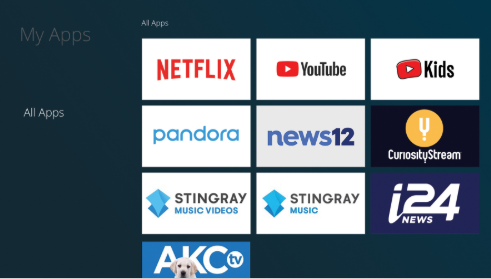 My Apps
All Apps
All Apps
NETFLIX
YouTube
Kids
pandora
news12
CURIOSITYSTREAM
STINGRAY
MUSIC VIDEOS
STINGRAY
MUSIC
i24
NEWS
AKC tv